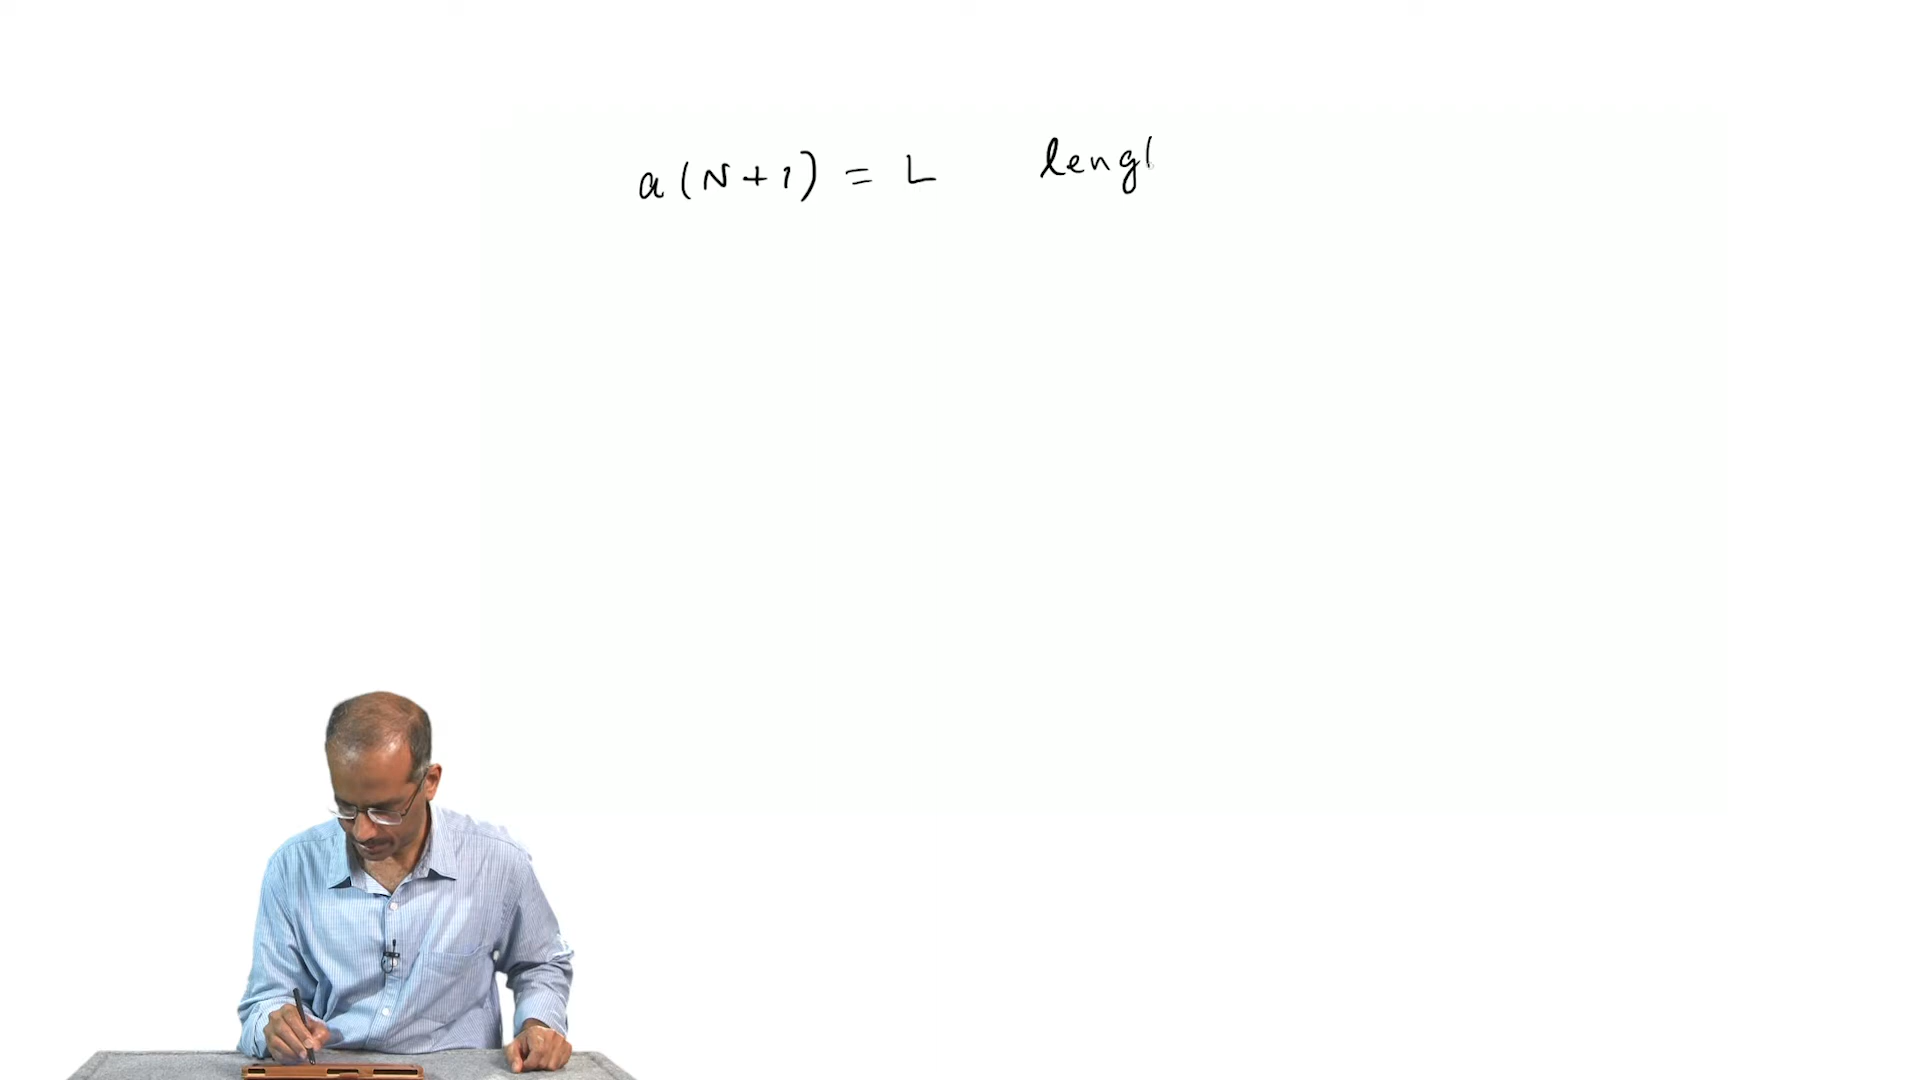 a(N+1) = L lengt